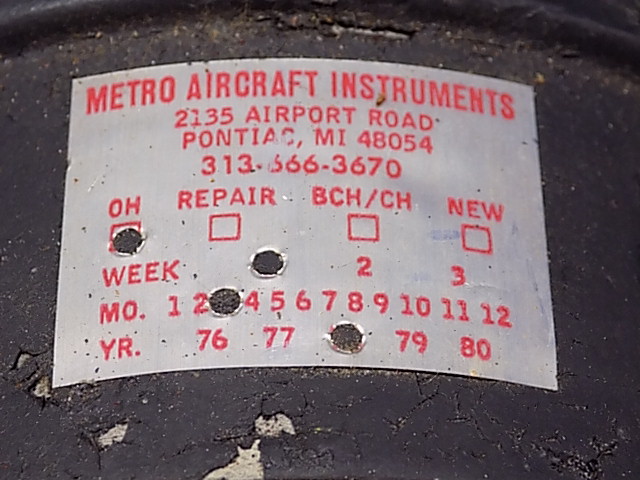 METRO AIRCRAFT INSTRUMENTS
2135 AIRPORT ROAD
PONTIAC, MI 48054
313-666-3670
OH REPAIR BCH/CH NEW
WEEK 2 3
MO. 1 2 4 5 6 7 8 9 10 11 12
YR. 76 77 79 80